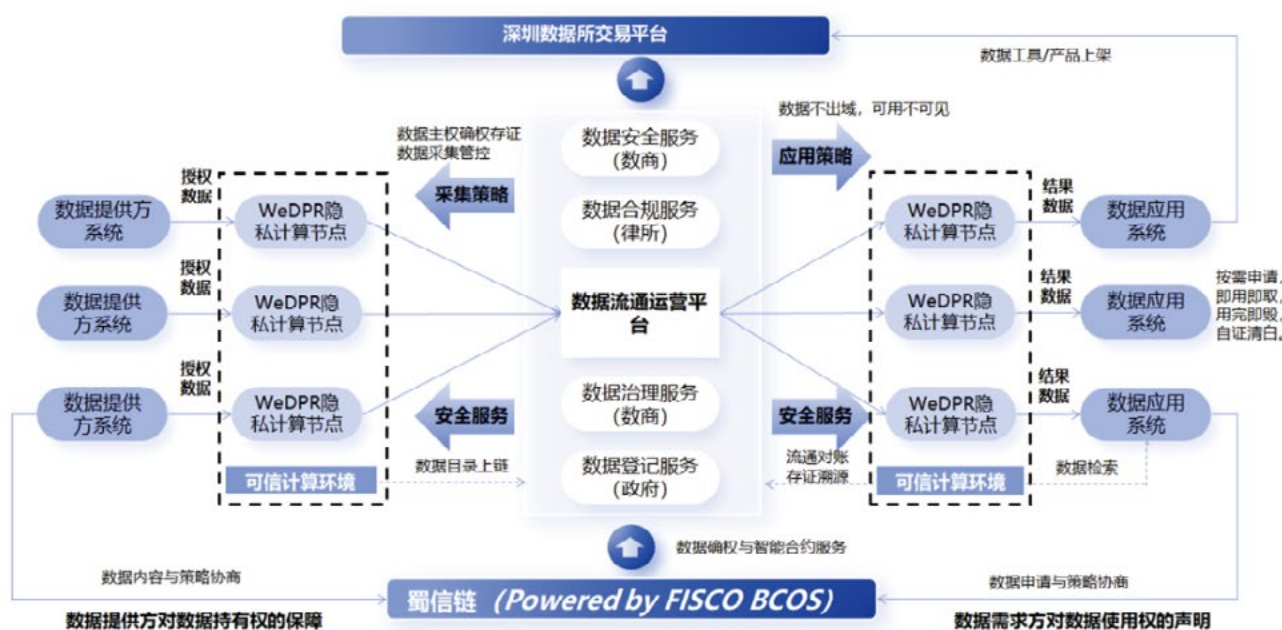 深圳数据所交易平台
数据工具/产品上架
数据不出域，可用不可见
数据主权确权存证
数据采集管控
采集策略
应用策略
数据安全服务
(数商)
数据合规服务
(律所)
数据流通运营平
台
数据治理服务
(数商)
数据登记服务
(政府)
授权
数据
数据提供方
系统
WeDPR隐
私计算节点
授权
数据
数据提供
方系统
WeDPR隐
私计算节点
授权
数据
数据提供
方系统
WeDPR隐
私计算节点
可信计算环境
安全服务
数据目录上链
安全服务
流通对账
存证溯源
WeDPR隐
私计算节点
结果
数据
数据应用
系统
WeDPR隐
私计算节点
结果
数据
数据应用
系统
按需申请，
即用即取，
用完即毁，
自证清白。
WeDPR隐
私计算节点
结果
数据
数据应用
系统
可信计算环境
数据检索
数据确权与智能合约服务
数据内容与策略协商
数据申请与策略协商
蜀信链（Powered by FISCO BCOS）
数据提供方对数据持有权的保障
数据需求方对数据使用权的声明